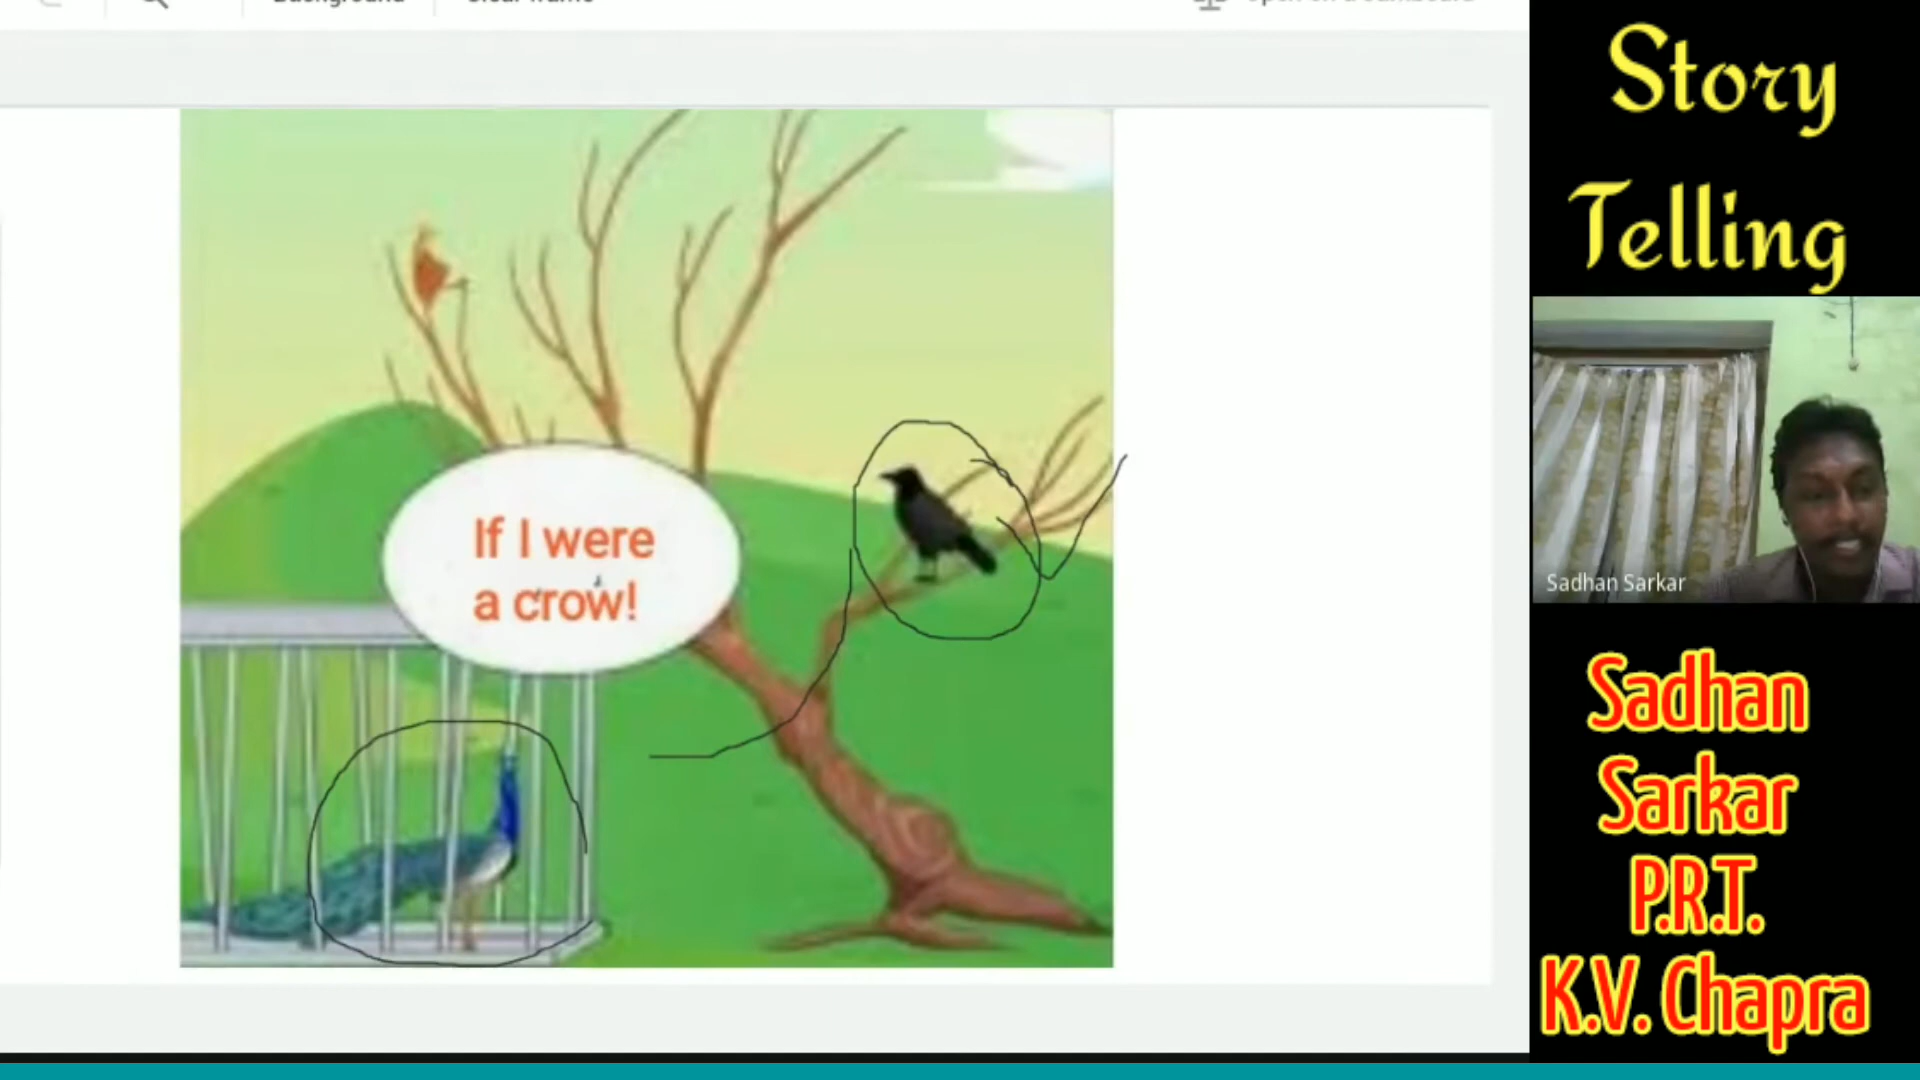 If I were
a crow!
Story
Telling
Sadhan Sarkar
Sadhan
Sarkar
P.R.T.
K.V. Chapra